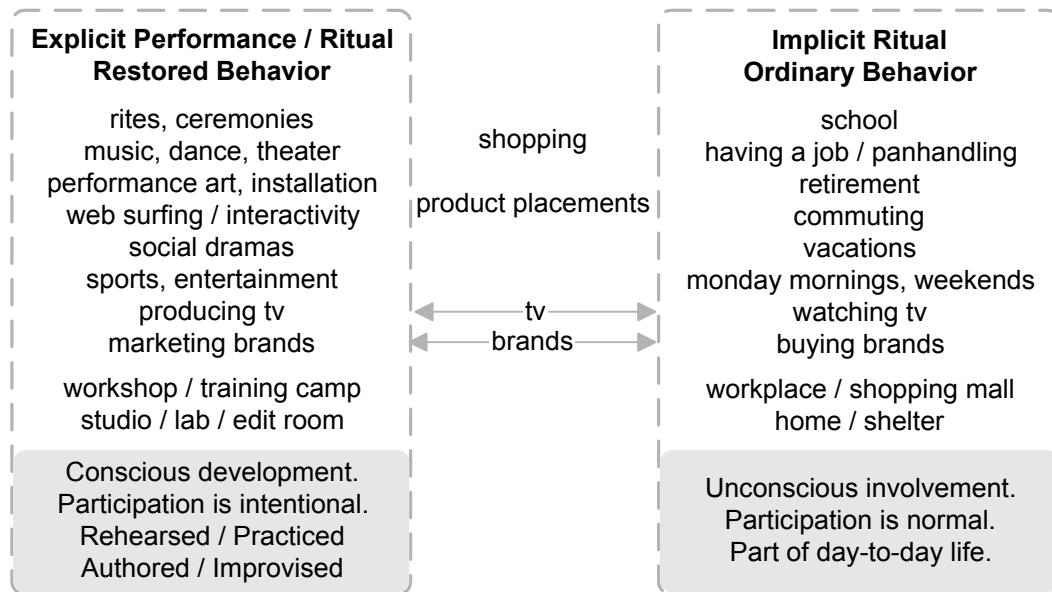 Explicit Performance / Ritual
Restored Behavior
rites, ceremonies
music, dance, theater
performance art, installation
web surfing / interactivity
social dramas
sports, entertainment
producing tv
marketing brands
workshop / training camp
studio / lab / edit room
Conscious development.
Participation is intentional.
Rehearsed / Practiced
Authored / Improvised
shopping
product placements
tv
brands
Implicit Ritual
Ordinary Behavior
school
having a job / panhandling
retirement
commuting
vacations
monday mornings, weekends
watching tv
buying brands
workplace / shopping mall
home / shelter
Unconscious involvement.
Participation is normal.
Part of day-to-day life.